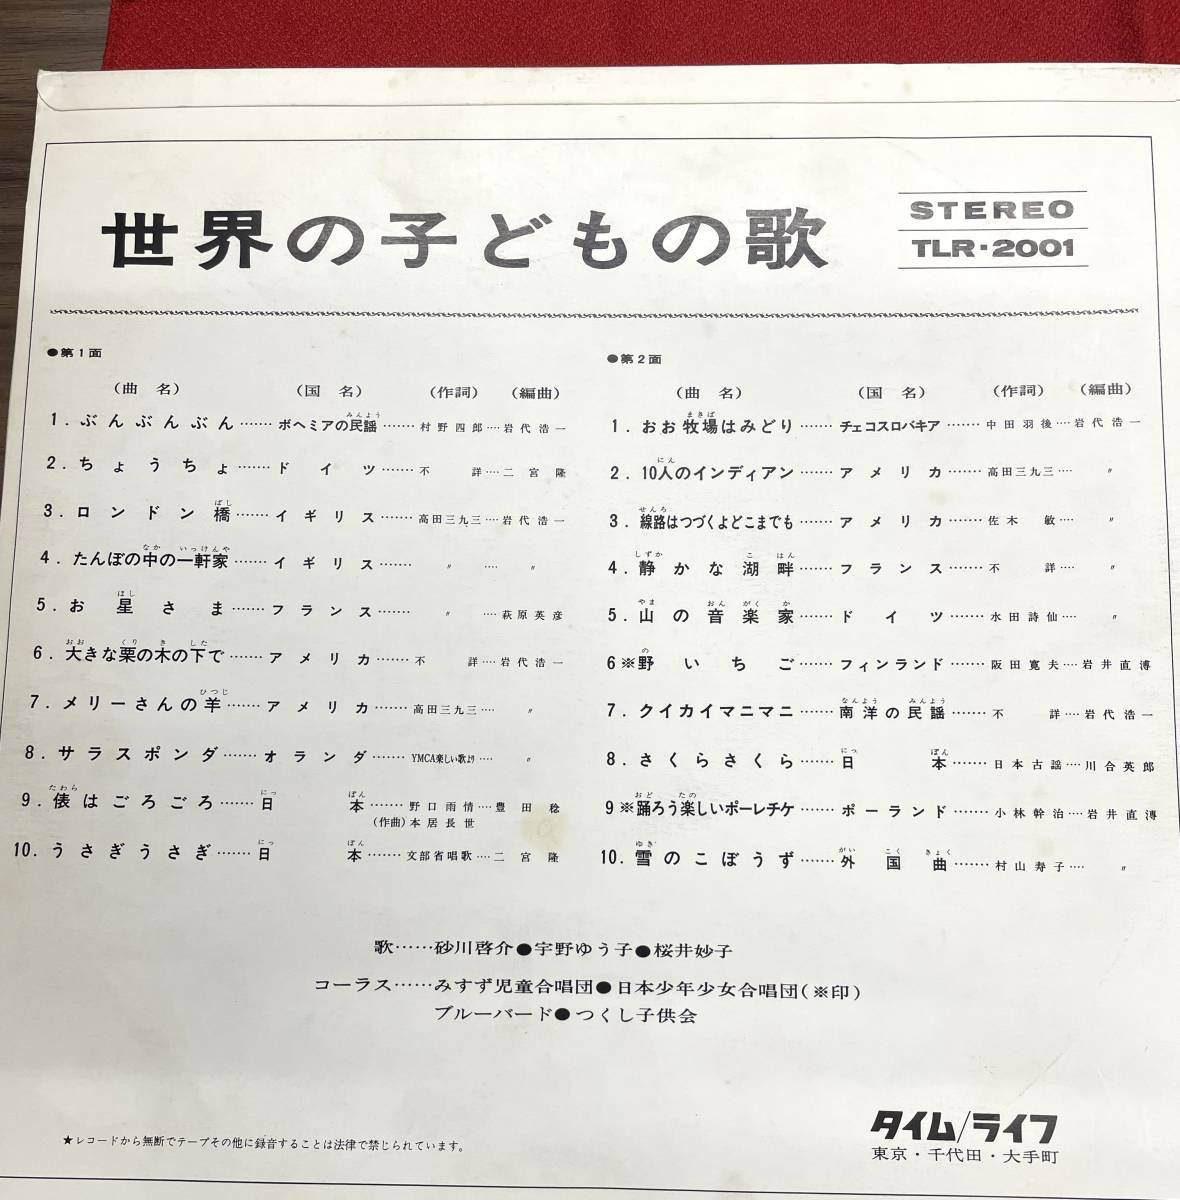 世界の子どもの歌
STEREO
TLR・2001
●第1面
(曲 名) (国 名) (作詞) (編曲)
1. ぶんぶんぶん……ボヘミアの民謡……村野四郎…岩代浩一
2. ちょうちょ……ドイツ……不詳…二宮隆
3. ロンドン橋……イギリス……高田三九三…岩代浩一
4. たんぼの中の一軒家……イギリス……〃…〃
5. お星さま……フランス……〃…萩原英彦
6. 大きな栗の木の下で……アメリカ……不詳…岩代浩一
7. メリーさんの羊……アメリカ……高田三九三…〃
8. サラスポンダ……オランダ……YMCA楽しい歌より…〃
9. 俵はごろごろ……日本……野口雨情…豊田稔
(作曲)本居長世
10. うさぎうさぎ……日本……文部省唱歌…二宮隆
●第2面
(曲 名) (国 名) (作詞) (編曲)
1. おお牧場はみどり……チェコスロバキア……中田羽後…岩代浩一
2. 10人のインディアン……アメリカ……高田三九三…〃
3. 線路はつづくよどこまでも……アメリカ……佐木敏…〃
4. 静かな湖畔……フランス……不詳…〃
5. 山の音楽家……ドイツ……水田詩仙…〃
6※野いちご……フィンランド……阪田寛夫…岩井直溥
7. クイカイマニマニ……南洋の民謡……不詳…岩代浩一
8. さくらさくら……日本……日本古謡…川合英郎
9※踊ろう楽しいポーレチケ……ポーランド……小林幹治…岩井直溥
10. 雪のこぼうず……外国曲……村山寿子…〃
歌……砂川啓介●宇野ゆう子●桜井妙子
コーラス……みすず児童合唱団●日本少年少女合唱団(※印)
ブルーバード●つくし子供会
★レコードから無断でテープその他に録音することは法律で禁じられています。
タイム/ライフ
東京・千代田・大手町